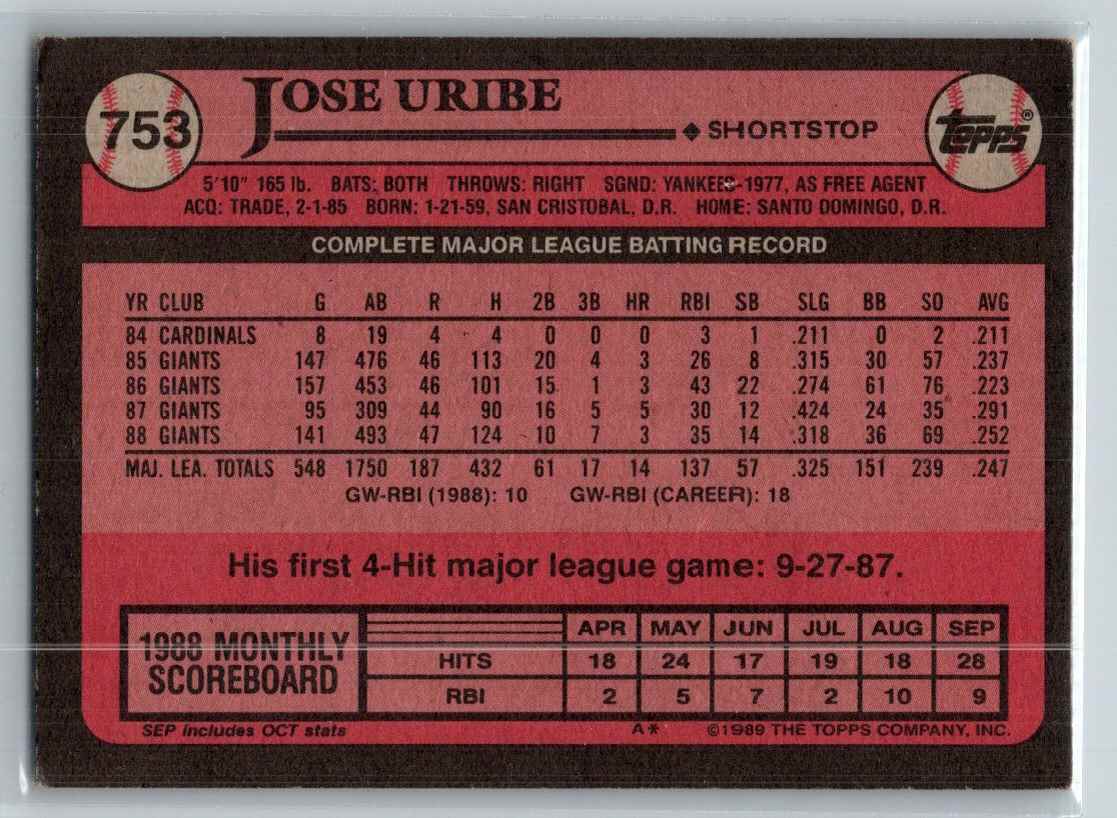 753
JOSE URIBE
SHORTSTOP
Topps®
5'10" 165 lb. BATS: BOTH THROWS: RIGHT SGND: YANKEES-1977, AS FREE AGENT
ACQ: TRADE, 2-1-85 BORN: 1-21-59, SAN CRISTOBAL, D.R. HOME: SANTO DOMINGO, D.R.
COMPLETE MAJOR LEAGUE BATTING RECORD
YR CLUB G AB R H 2B 3B HR RBI SB SLG BB SO AVG
84 CARDINALS 8 19 4 4 0 0 0 3 1 .211 0 2 .211
85 GIANTS 147 476 46 113 20 4 3 26 8 .315 30 57 .237
86 GIANTS 157 453 46 101 15 1 3 43 22 .274 61 76 .223
87 GIANTS 95 309 44 90 16 5 5 30 12 .424 24 35 .291
88 GIANTS 141 493 47 124 10 7 3 35 14 .318 36 69 .252
MAJ. LEA. TOTALS 548 1750 187 432 61 17 14 137 57 .325 151 239 .247
GW-RBI (1988): 10 GW-RBI (CAREER): 18
His first 4-Hit major league game: 9-27-87.
1988 MONTHLY SCOREBOARD
APR MAY JUN JUL AUG SEP
HITS 18 24 17 19 18 28
RBI 2 5 7 2 10 9
SEP includes OCT stats A* ©1989 THE TOPPS COMPANY, INC.